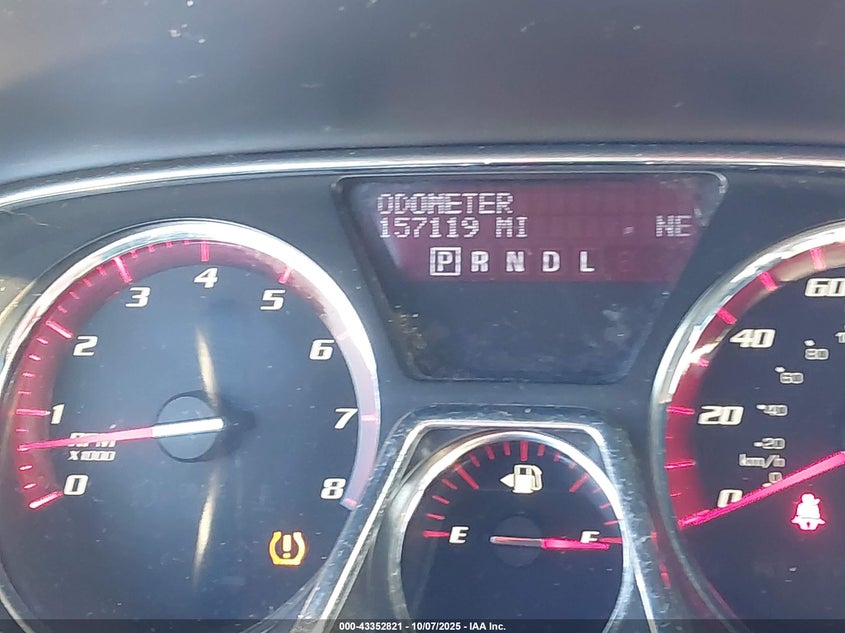 ODOMETER
157119 MI NE
P R N D L
0 1 2 3 4 5 6 7 8
RPM
X1000
E F
0 20 40 60
0 20 40 60 80
km/h
000-43352821 - 10/07/2025 - IAA Inc.